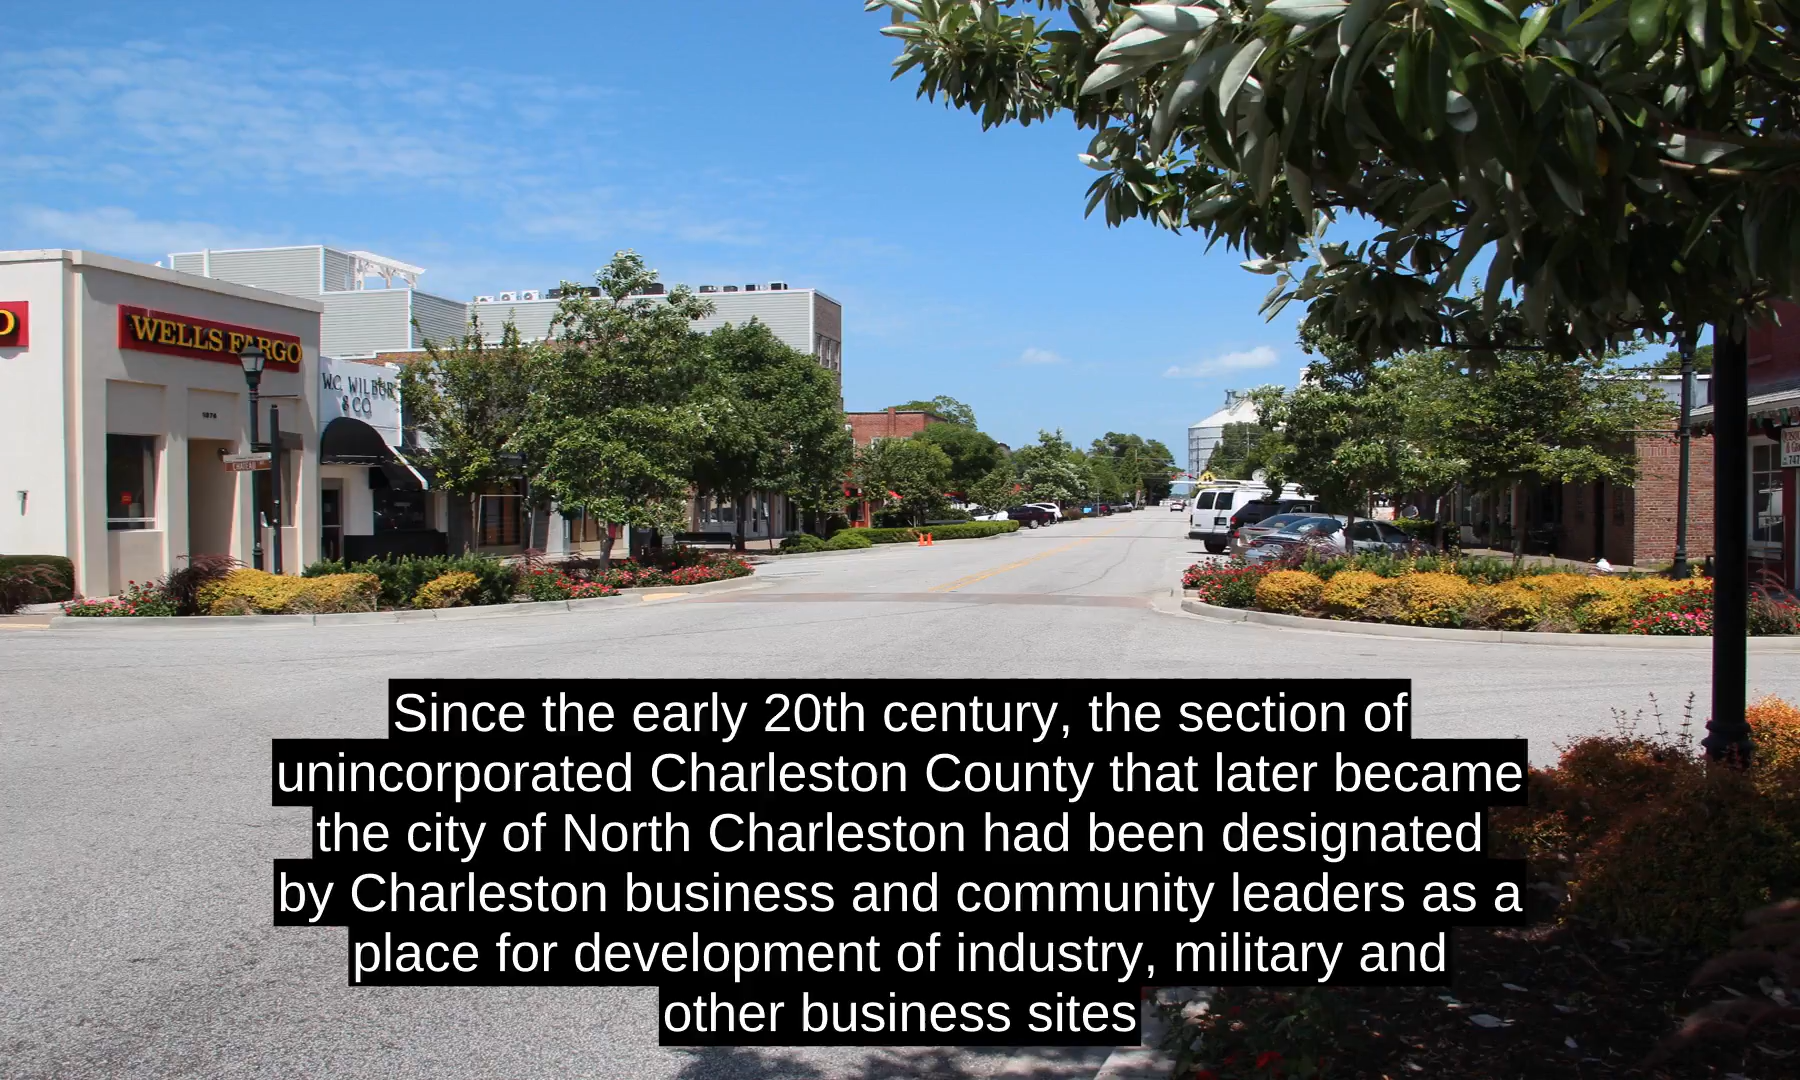 WELLS FARGO
W.C. WILBUR
& CO.
1074
CHATEAU
Since the early 20th century, the section of
unincorporated Charleston County that later became
the city of North Charleston had been designated
by Charleston business and community leaders as a
place for development of industry, military and
other business sites